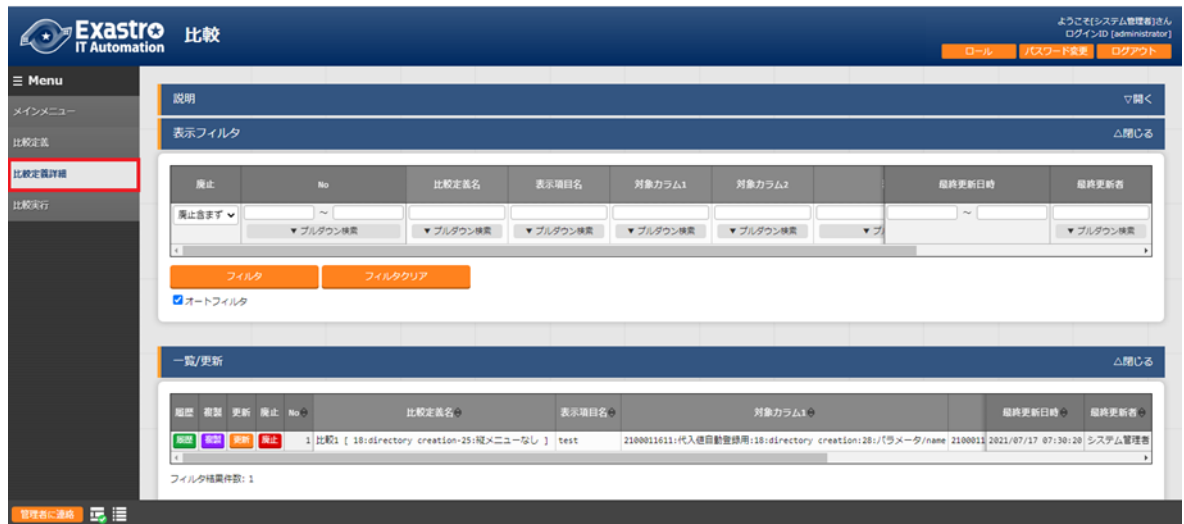 Exastro
IT Automation
比較
ようこそ[システム管理者]さん
ログインID [administrator]
ロール
パスワード変更
ログアウト
Menu
メインメニュー
比較定義
比較定義詳細
比較実行
説明
▽開く
表示フィルタ
△閉じる
廃止
No
比較定義名
表示項目名
対象カラム1
対象カラム2
最終更新日時
最終更新者
廃止含まず
～
～
▼ プルダウン検索
▼ プルダウン検索
▼ プルダウン検索
▼ プルダウン検索
▼ プルダウン検索
▼ プ
▼ プルダウン検索
フィルタ
フィルタクリア
オートフィルタ
一覧/更新
△閉じる
履歴 複製 更新 廃止 No 比較定義名 表示項目名 対象カラム1 最終更新日時 最終更新者
履歴 複製 更新 廃止 1 比較1 [ 18:directory creation-25:縦メニューなし ] test 2100011611:代入値自動登録用:18:directory creation:28:パラメータ/name 2100011 2021/07/17 07:30:20 システム管理者
フィルタ結果件数: 1
管理者に連絡